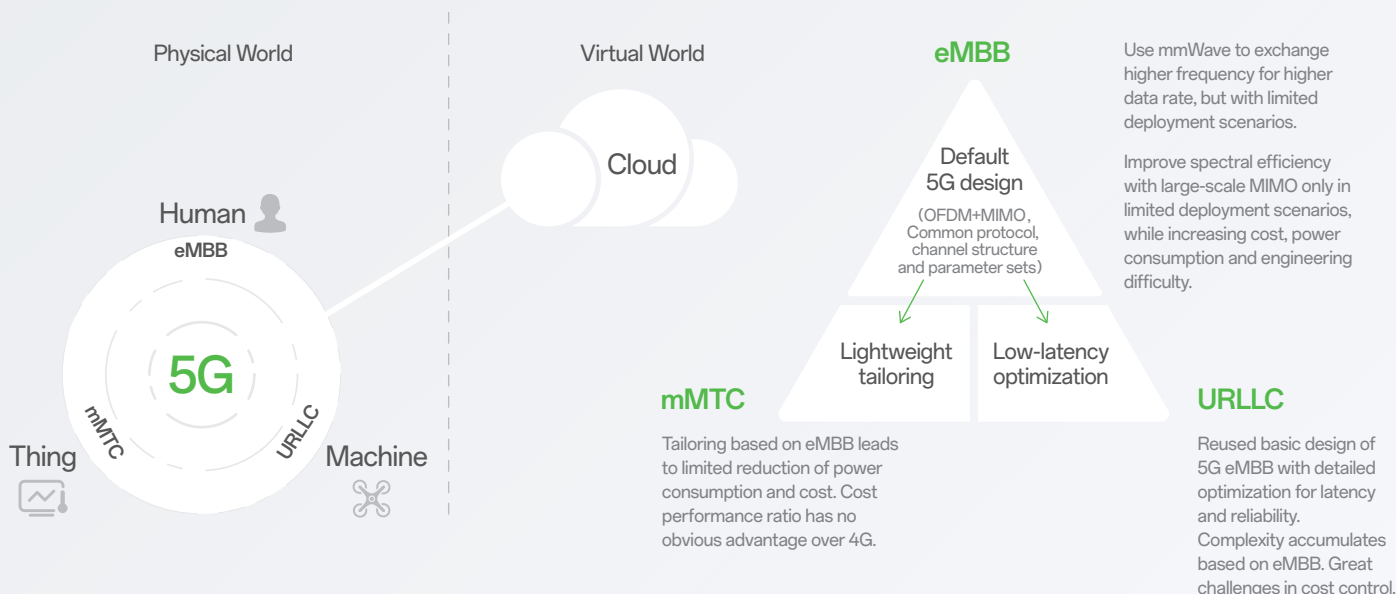 Physical World
Virtual World
Cloud
Human
eMBB
5G
mMTC
URLLC
Thing
Machine
eMBB
Default
5G design
(OFDM+MIMO,
Common protocol,
channel structure
and parameter sets)
Lightweight
tailoring
Low-latency
optimization
Use mmWave to exchange
higher frequency for higher
data rate, but with limited
deployment scenarios.
Improve spectral efficiency
with large-scale MIMO only in
limited deployment scenarios,
while increasing cost, power
consumption and engineering
difficulty.
mMTC
Tailoring based on eMBB leads
to limited reduction of power
consumption and cost. Cost
performance ratio has no
obvious advantage over 4G.
URLLC
Reused basic design of
5G eMBB with detailed
optimization for latency
and reliability.
Complexity accumulates
based on eMBB. Great
challenges in cost control.